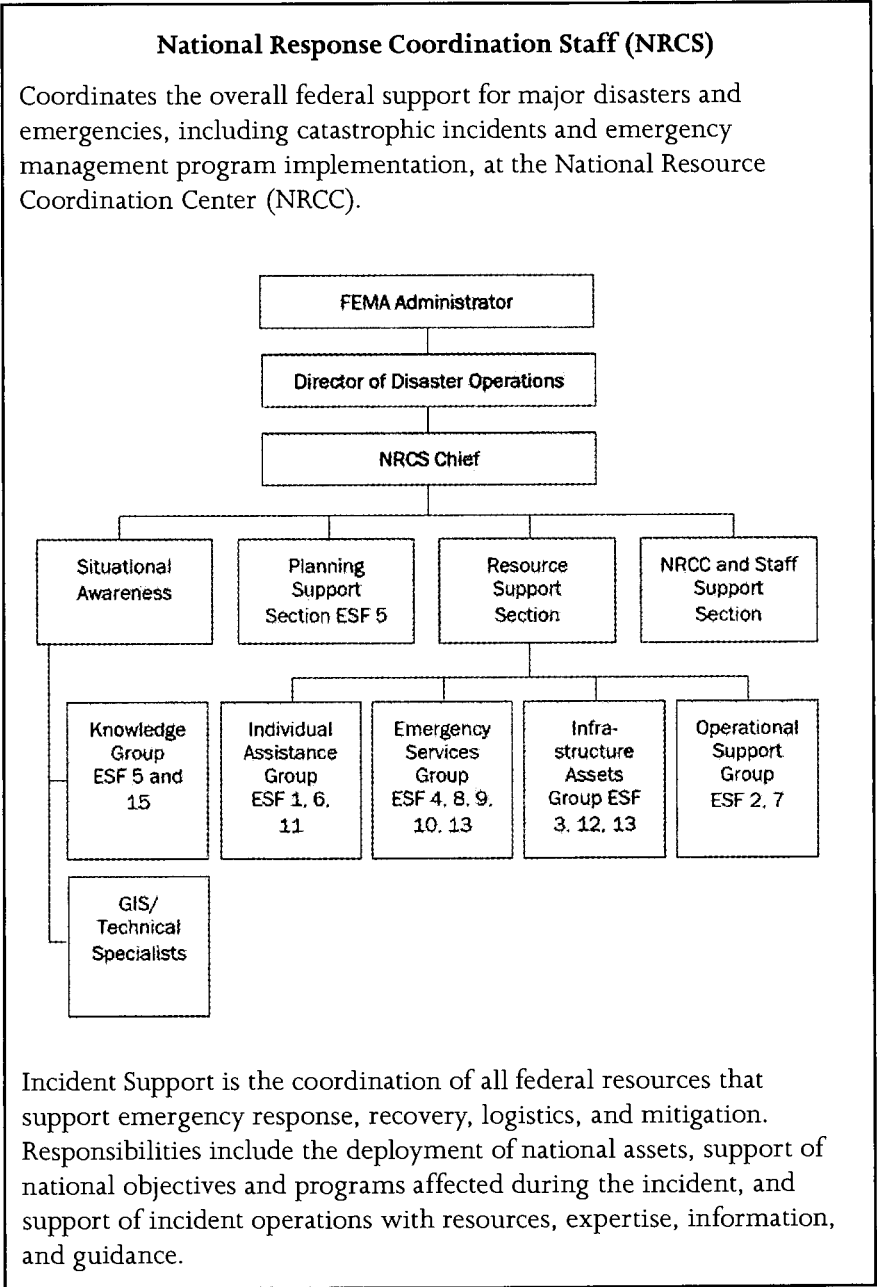 National Response Coordination Staff (NRCS)
Coordinates the overall federal support for major disasters and
emergencies, including catastrophic incidents and emergency
management program implementation, at the National Resource
Coordination Center (NRCC).
FEMA Administrator
Director of Disaster Operations
NRCS Chief
Situational
Awareness
Planning
Support
Section ESF 5
Resource
Support
Section
NRCC and Staff
Support
Section
Knowledge
Group
ESF 5 and
15
Individual
Assistance
Group
ESF 1, 6,
11
Emergency
Services
Group
ESF 4, 8, 9,
10, 13
Infra-
structure
Assets
Group ESF
3, 12, 13
Operational
Support
Group
ESF 2, 7
GIS/
Technical
Specialists
Incident Support is the coordination of all federal resources that
support emergency response, recovery, logistics, and mitigation.
Responsibilities include the deployment of national assets, support of
national objectives and programs affected during the incident, and
support of incident operations with resources, expertise, information,
and guidance.